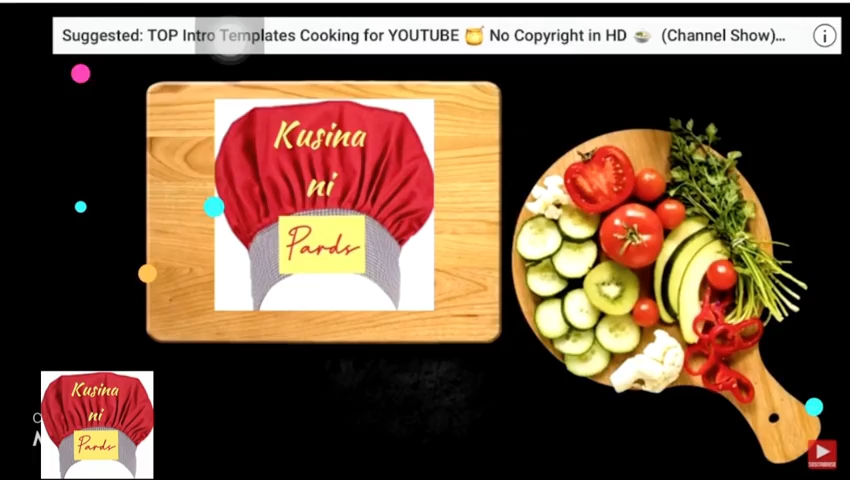 Suggested: TOP Intro Templates Cooking for YOUTUBE 🍯 No Copyright in HD 🍲 (Channel Show)...
Kusina
ni
Pards
Kusina
ni
Pards
SUSCRIBIRSE